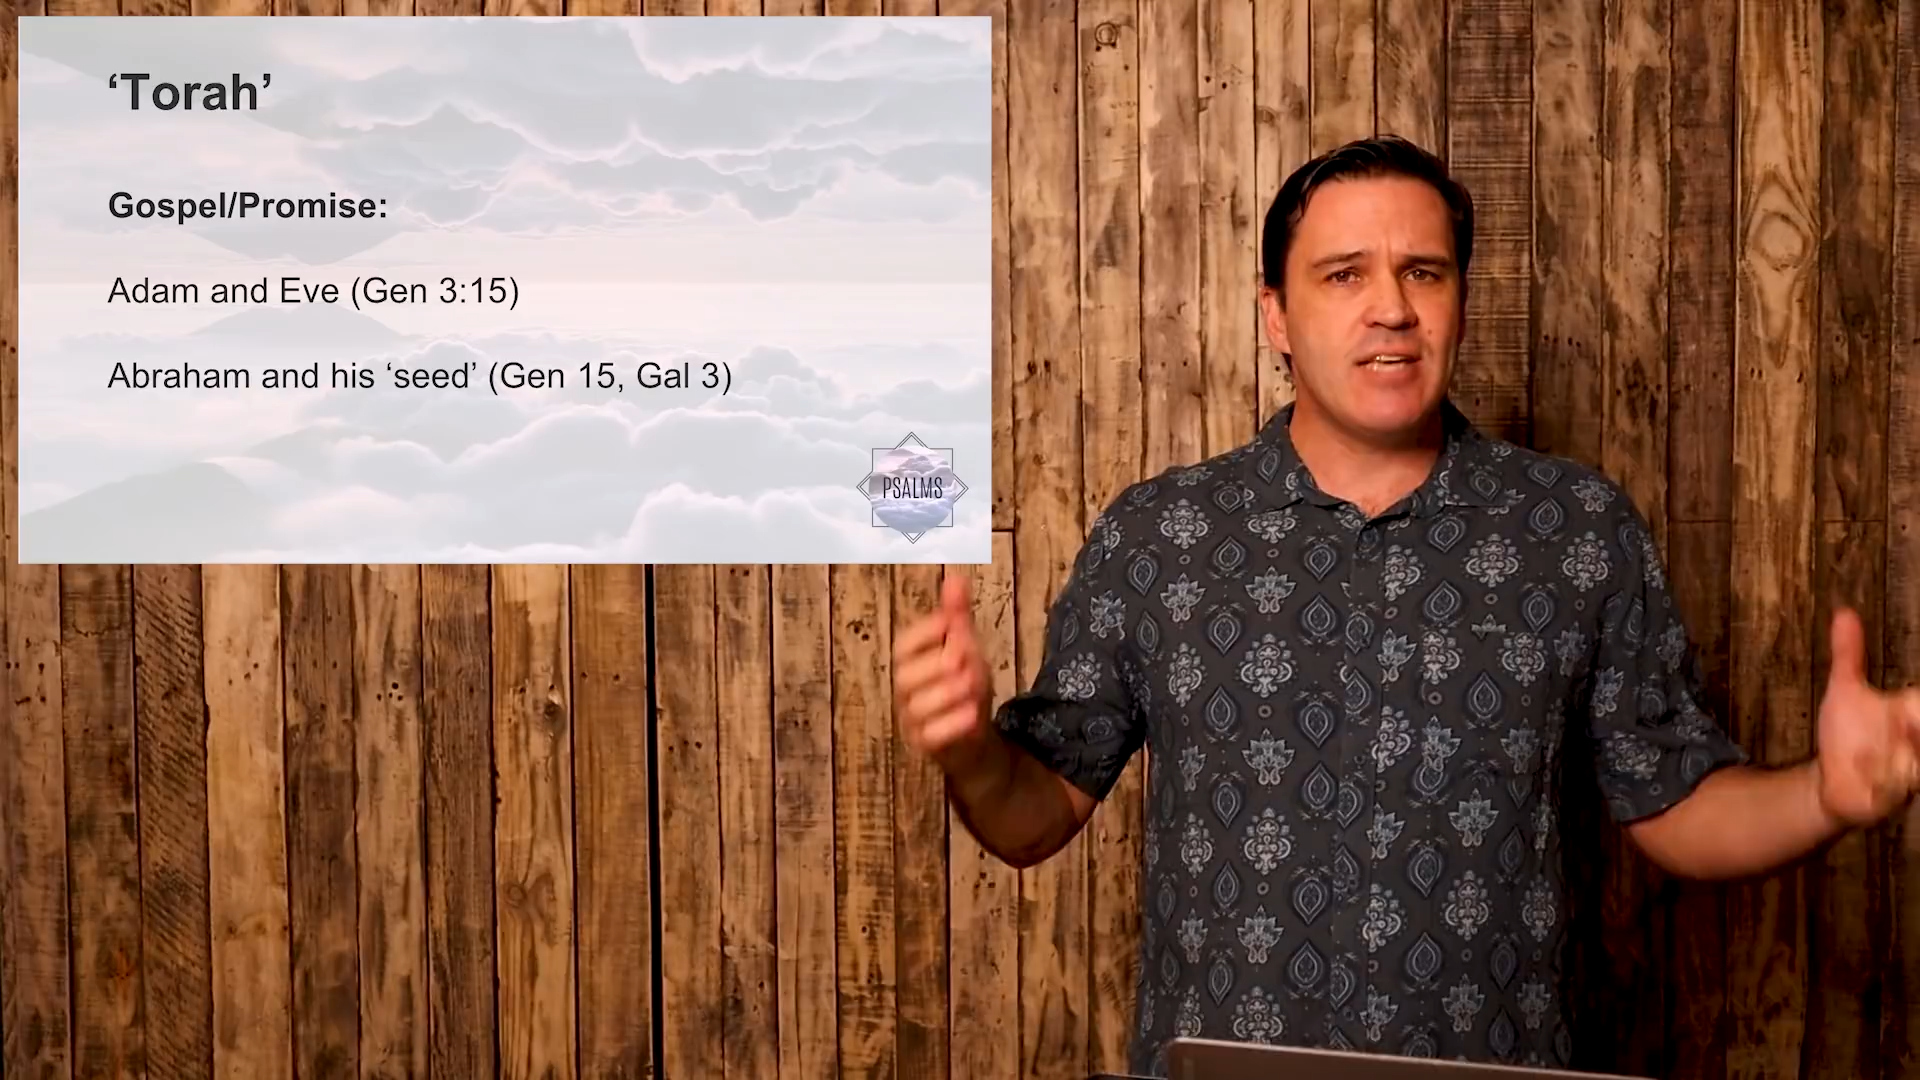 ‘Torah’
Gospel/Promise:
Adam and Eve (Gen 3:15)
Abraham and his ‘seed’ (Gen 15, Gal 3)
PSALMS